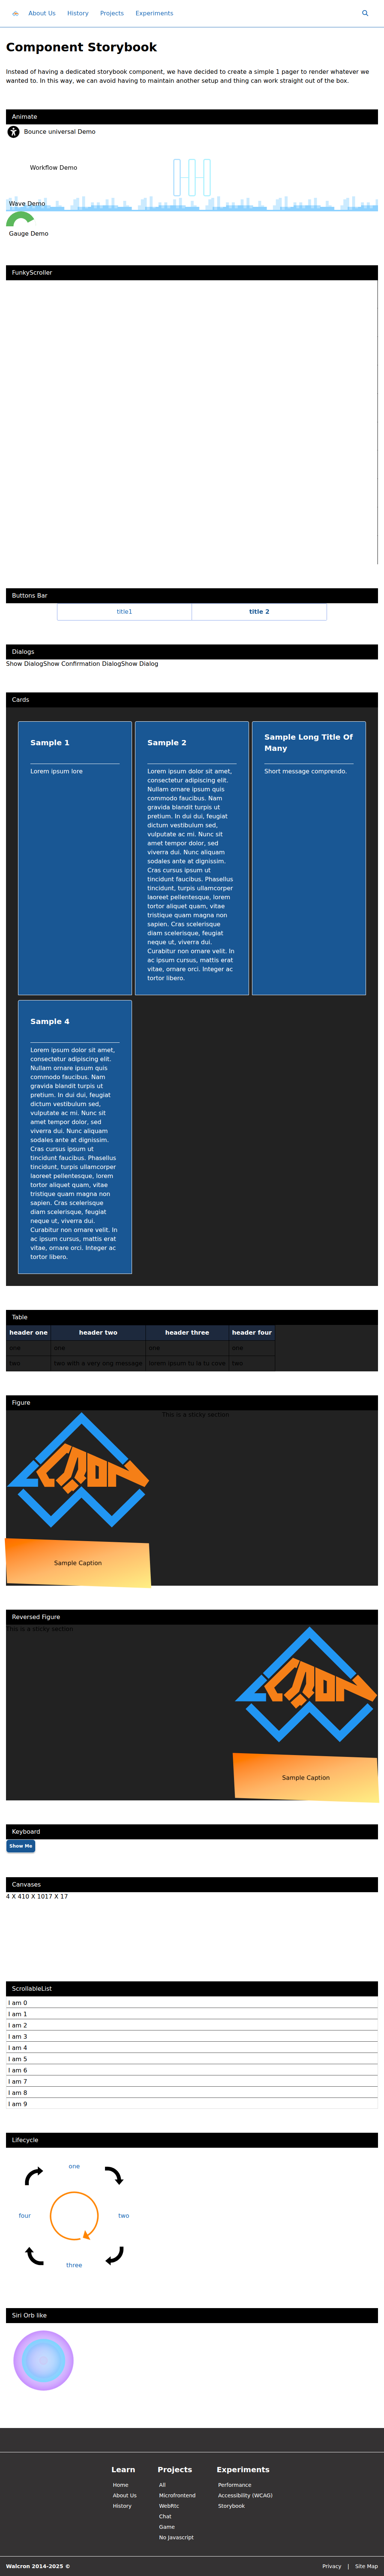 About Us History Projects Experiments
Component Storybook
Instead of having a dedicated storybook component, we have decided to create a simple 1 pager to render whatever we
wanted to. In this way, we can avoid having to maintain another setup and thing can work straight out of the box.
Animate
Bounce universal Demo
Workflow Demo
Wave Demo
Gauge Demo
FunkyScroller
Buttons Bar
title1 title 2
Dialogs
Show DialogShow Confirmation DialogShow Dialog
Cards
Sample 1
Lorem ipsum lore
Sample 2
Lorem ipsum dolor sit amet,
consectetur adipiscing elit.
Nullam ornare ipsum quis
commodo faucibus. Nam
gravida blandit turpis ut
pretium. In dui dui, feugiat
dictum vestibulum sed,
vulputate ac mi. Nunc sit
amet tempor dolor, sed
viverra dui. Nunc aliquam
sodales ante at dignissim.
Cras cursus ipsum ut
tincidunt faucibus. Phasellus
tincidunt, turpis ullamcorper
laoreet pellentesque, lorem
tortor aliquet quam, vitae
tristique quam magna non
sapien. Cras scelerisque
diam scelerisque, feugiat
neque ut, viverra dui.
Curabitur non ornare velit. In
ac ipsum cursus, mattis erat
vitae, ornare orci. Integer ac
tortor libero.
Sample Long Title Of
Many
Short message comprendo.
Sample 4
Lorem ipsum dolor sit amet,
consectetur adipiscing elit.
Nullam ornare ipsum quis
commodo faucibus. Nam
gravida blandit turpis ut
pretium. In dui dui, feugiat
dictum vestibulum sed,
vulputate ac mi. Nunc sit
amet tempor dolor, sed
viverra dui. Nunc aliquam
sodales ante at dignissim.
Cras cursus ipsum ut
tincidunt faucibus. Phasellus
tincidunt, turpis ullamcorper
laoreet pellentesque, lorem
tortor aliquet quam, vitae
tristique quam magna non
sapien. Cras scelerisque
diam scelerisque, feugiat
neque ut, viverra dui.
Curabitur non ornare velit. In
ac ipsum cursus, mattis erat
vitae, ornare orci. Integer ac
tortor libero.
Table
header one header two header three header four
one one one one
two two
Figure
This is a sticky section
Sample Caption
Reversed Figure
This is a sticky section
Sample Caption
Keyboard
Show Mo
Canvases
4 X 410 X 1017 X 17
ScrollableList
I am 0
I am 1
I am 2
I am 3
I am 4
I am 5
I am 6
I am 7
I am 8
I am 9
Lifecycle
one
four two
three
Siri Orb like
Learn Projects Experiments
Home All Performance
About Us Microfrontend Accessibility (WCAG)
History WebRtc Storybook
Chat
Game
No Javascript
Walcron 2014-2025 © Privacy | Site Map